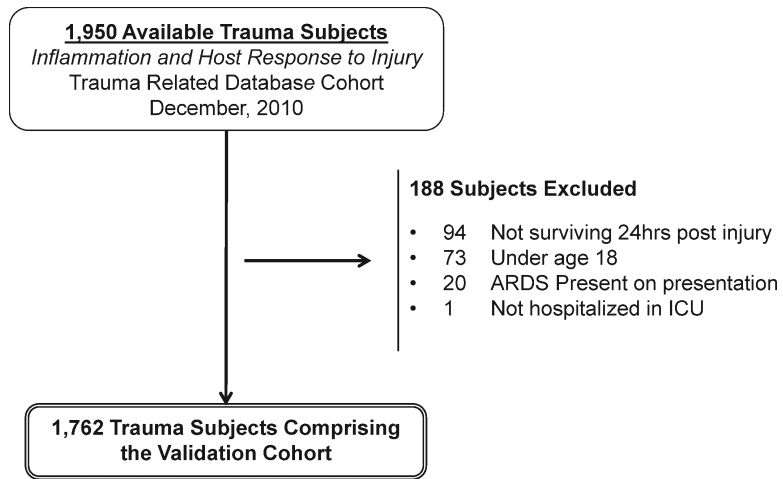 1,950 Available Trauma Subjects
Inflammation and Host Response to Injury
Trauma Related Database Cohort
December, 2010
188 Subjects Excluded
• 94 Not surviving 24hrs post injury
• 73 Under age 18
• 20 ARDS Present on presentation
• 1 Not hospitalized in ICU
1,762 Trauma Subjects Comprising
the Validation Cohort